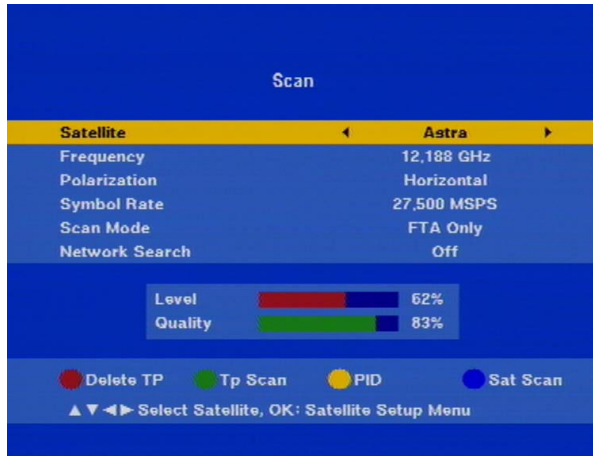 Scan
Satellite ◀ Astra ▶
Frequency 12,188 GHz
Polarization Horizontal
Symbol Rate 27,500 MSPS
Scan Mode FTA Only
Network Search Off
Level 62%
Quality 83%
Delete TP Tp Scan PID Sat Scan
▲▼◀▶ Select Satellite, OK: Satellite Setup Menu